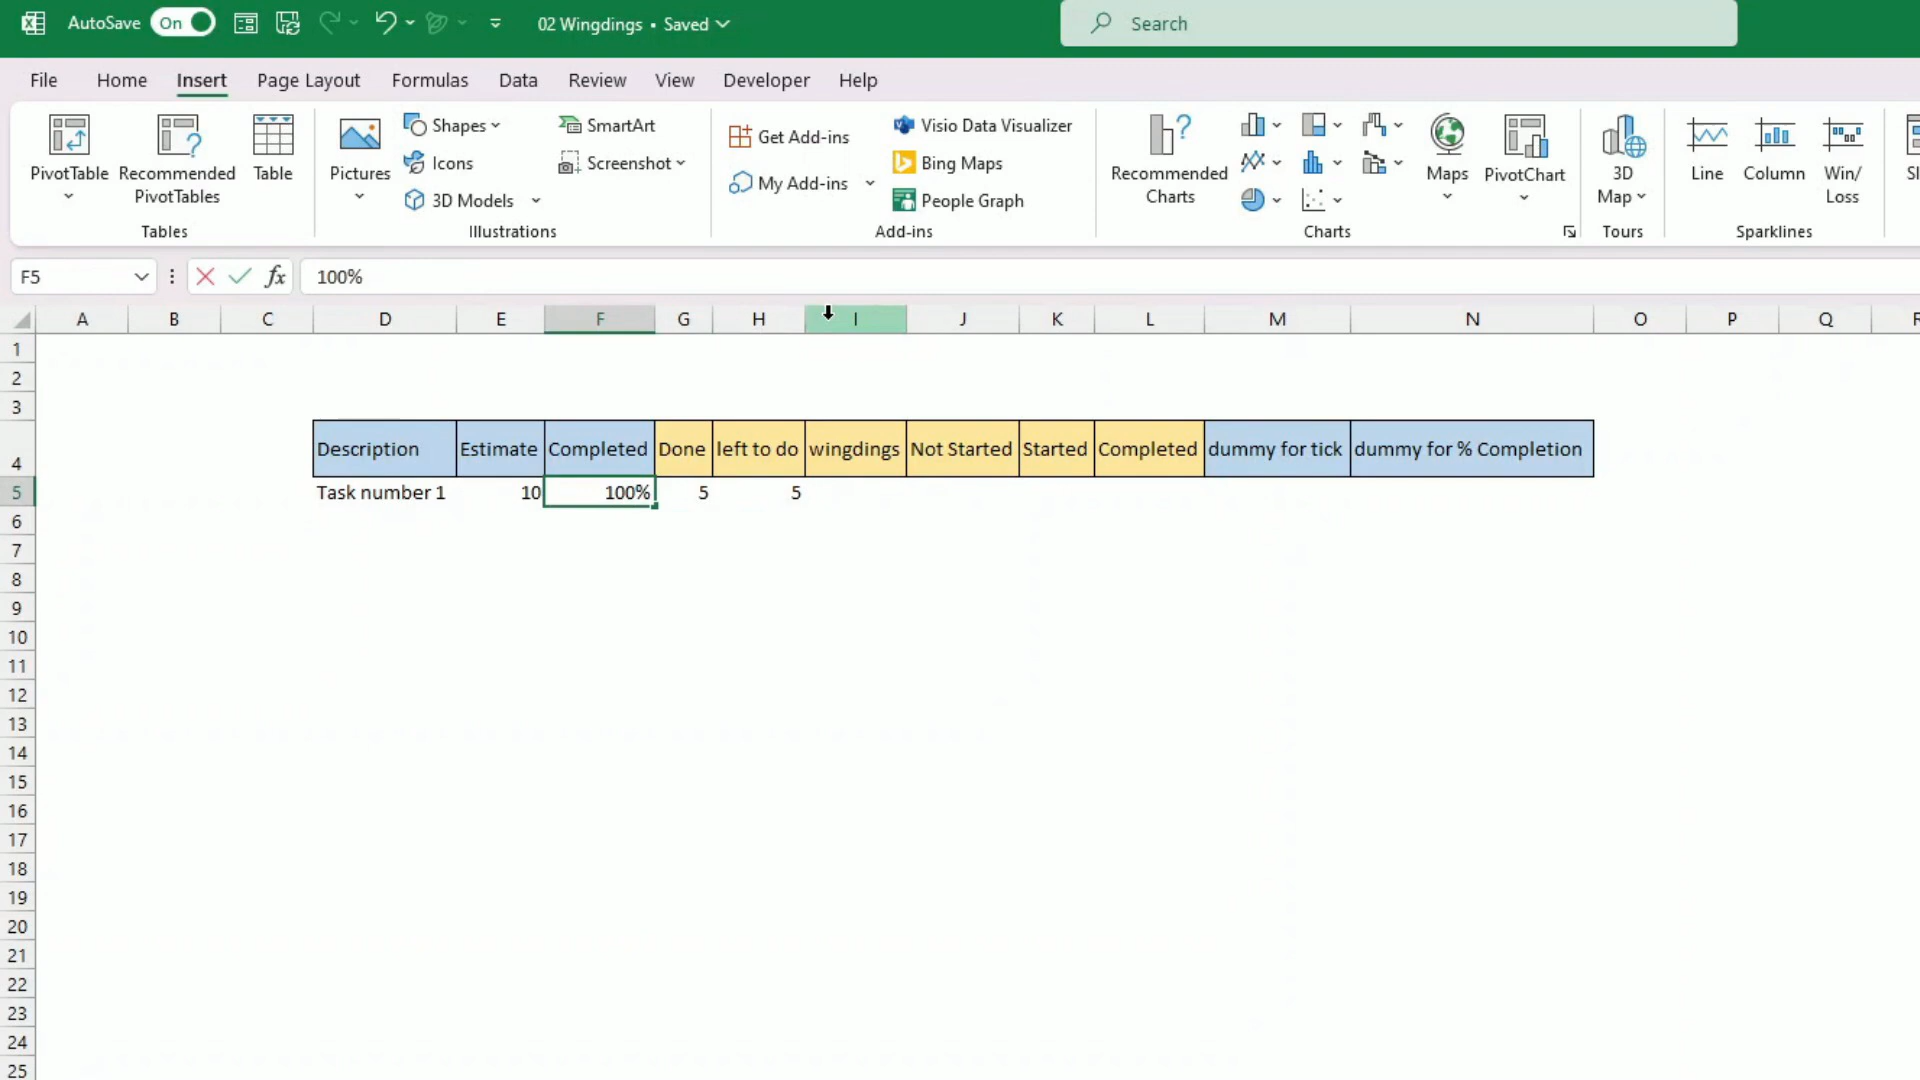 AutoSave On 02 Wingdings • Saved Search
File Home Insert Page Layout Formulas Data Review View Developer Help
PivotTable
Recommended PivotTables
Table
Tables
Pictures
Shapes
Icons
3D Models
SmartArt
Screenshot
Illustrations
Get Add-ins
My Add-ins
Visio Data Visualizer
Bing Maps
People Graph
Add-ins
Recommended Charts
Maps
PivotChart
Charts
3D Map
Tours
Line
Column
Win/ Loss
Sparklines
F5 fx 100%
A B C D E F G H I J K L M N O P Q
1
2
3
4 Description Estimate Completed Done left to do wingdings Not Started Started Completed dummy for tick dummy for % Completion
5 Task number 1 10 100% 5 5
6
7
8
9
10
11
12
13
14
15
16
17
18
19
20
21
22
23
24
25